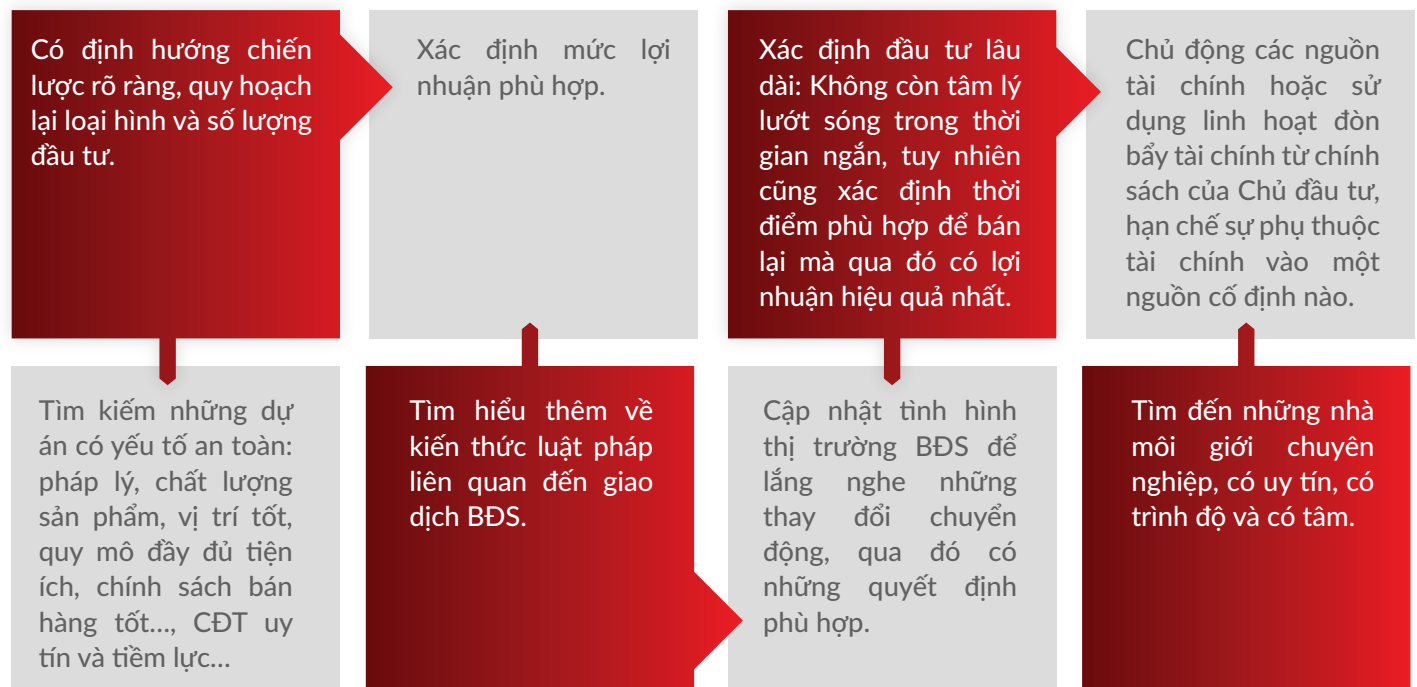 Có định hướng chiến
lược rõ ràng, quy hoạch
lại loại hình và số lượng
đầu tư.
Xác định mức lợi
nhuận phù hợp.
Xác định đầu tư lâu
dài: Không còn tâm lý
lướt sóng trong thời
gian ngắn, tuy nhiên
cũng xác định thời
điểm phù hợp để bán
lại mà qua đó có lợi
nhuận hiệu quả nhất.
Chủ động các nguồn
tài chính hoặc sử
dụng linh hoạt đòn
bẩy tài chính từ chính
sách của Chủ đầu tư,
hạn chế sự phụ thuộc
tài chính vào một
nguồn cố định nào.
Tìm kiếm những dự
án có yếu tố an toàn:
pháp lý, chất lượng
sản phẩm, vị trí tốt,
quy mô đầy đủ tiện
ích, chính sách bán
hàng tốt..., CĐT uy
tín và tiềm lực...
Tìm hiểu thêm về
kiến thức luật pháp
liên quan đến giao
dịch BĐS.
Cập nhật tình hình
thị trường BĐS để
lắng nghe những
thay đổi chuyển
động, qua đó có
những quyết định
phù hợp.
Tìm đến những nhà
môi giới chuyên
nghiệp, có uy tín, có
trình độ và có tâm.